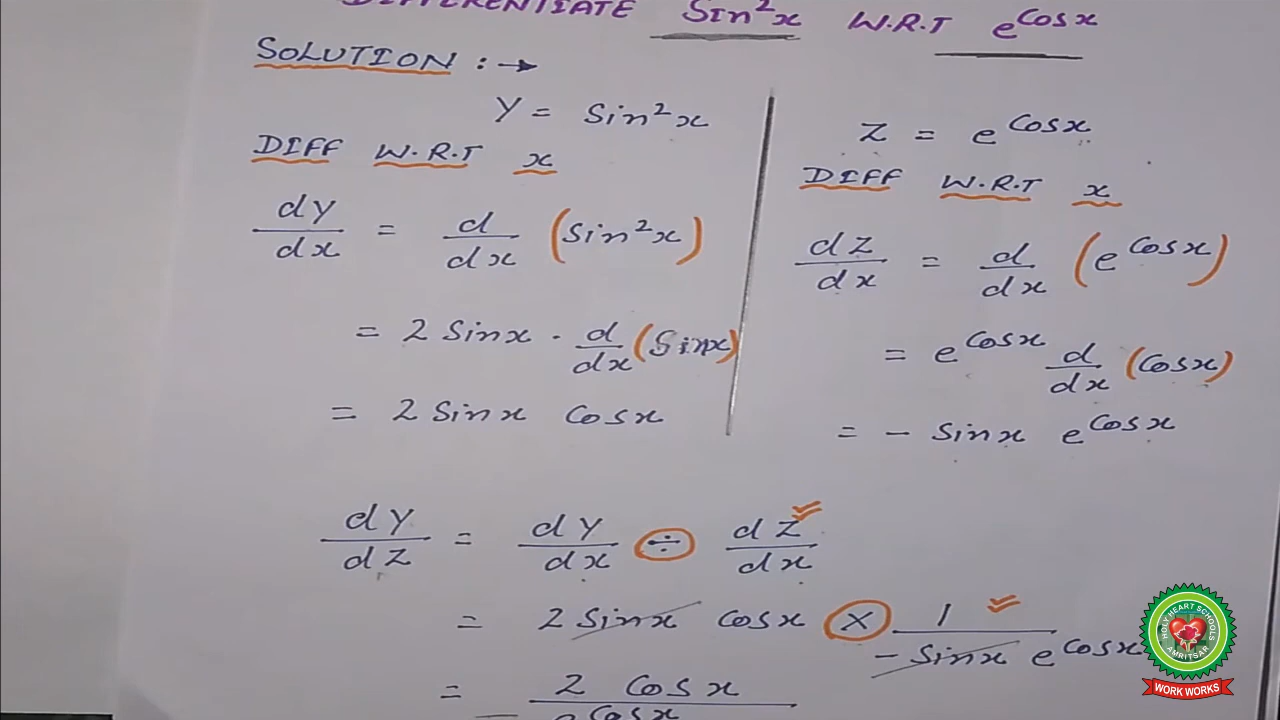 DIFFERENTIATE Sin²x W.R.T e^Cosx
SOLUTION :→
Y = Sin²x
DIFF W.R.T x
dY/dx = d/dx (Sin²x)
= 2 Sinx · d/dx (Sinx)
= 2 Sinx Cosx
Z = e^Cosx
DIFF W.R.T x
dZ/dx = d/dx (e^Cosx)
= e^Cosx d/dx (Cosx)
= - Sinx e^Cosx
dY/dZ = dY/dx ÷ dZ/dx
= 2 Sinx Cosx × 1/(- Sinx e^Cosx)
= 2 Cosx/(- e^Cosx)
HOLY HEART SCHOOLS
AMRITSAR
WORK WORKS